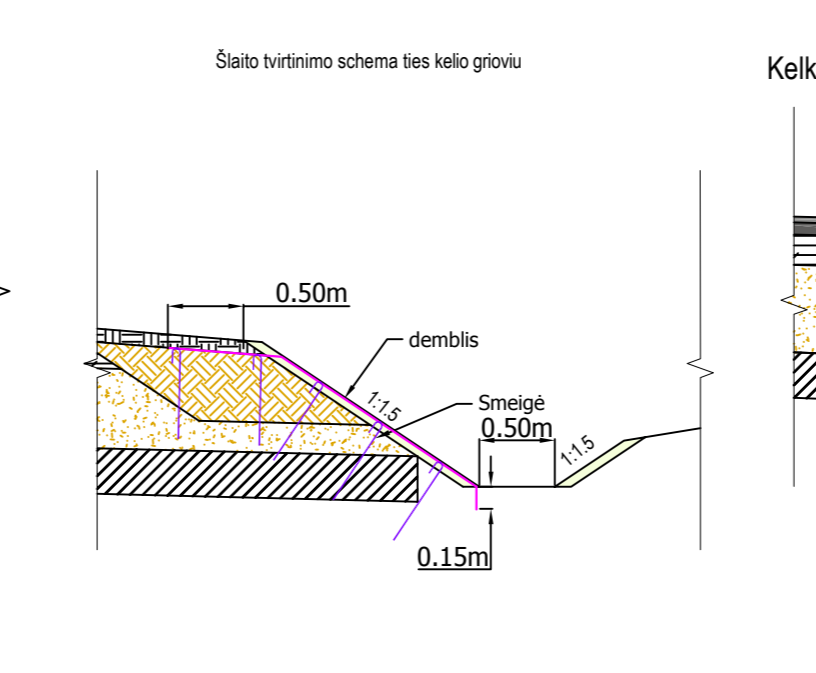 Šlaito tvirtinimo schema ties kelio grioviu
Kelk
0.50m
demblis
1:1.5
Smeigė
0.50m
1:1.5
0.15m